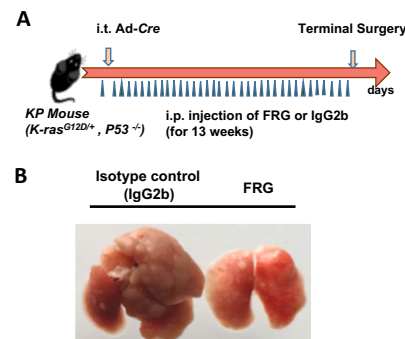 A
i.t. Ad-Cre Terminal Surgery
days
KP Mouse
(K-ras^G12D/+ , P53 -/-)
i.p. injection of FRG or IgG2b
(for 13 weeks)
B
Isotype control
(IgG2b)
FRG